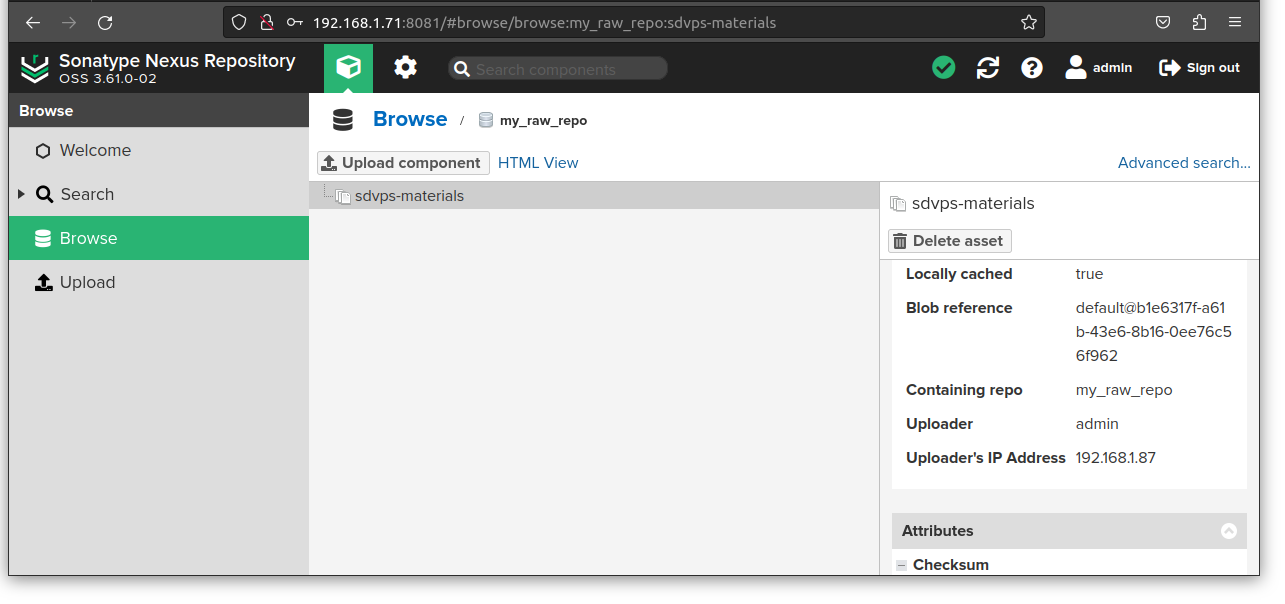 192.168.1.71:8081/#browse/browse:my_raw_repo:sdvps-materials
Sonatype Nexus Repository
OSS 3.61.0-02
Search components
admin
Sign out
Browse
Welcome
Search
Browse
Upload
Browse / my_raw_repo
Upload component HTML View
Advanced search...
sdvps-materials
sdvps-materials
Delete asset
Locally cached true
Blob reference default@b1e6317f-a61
b-43e6-8b16-0ee76c5
6f962
Containing repo my_raw_repo
Uploader admin
Uploader's IP Address 192.168.1.87
Attributes
Checksum